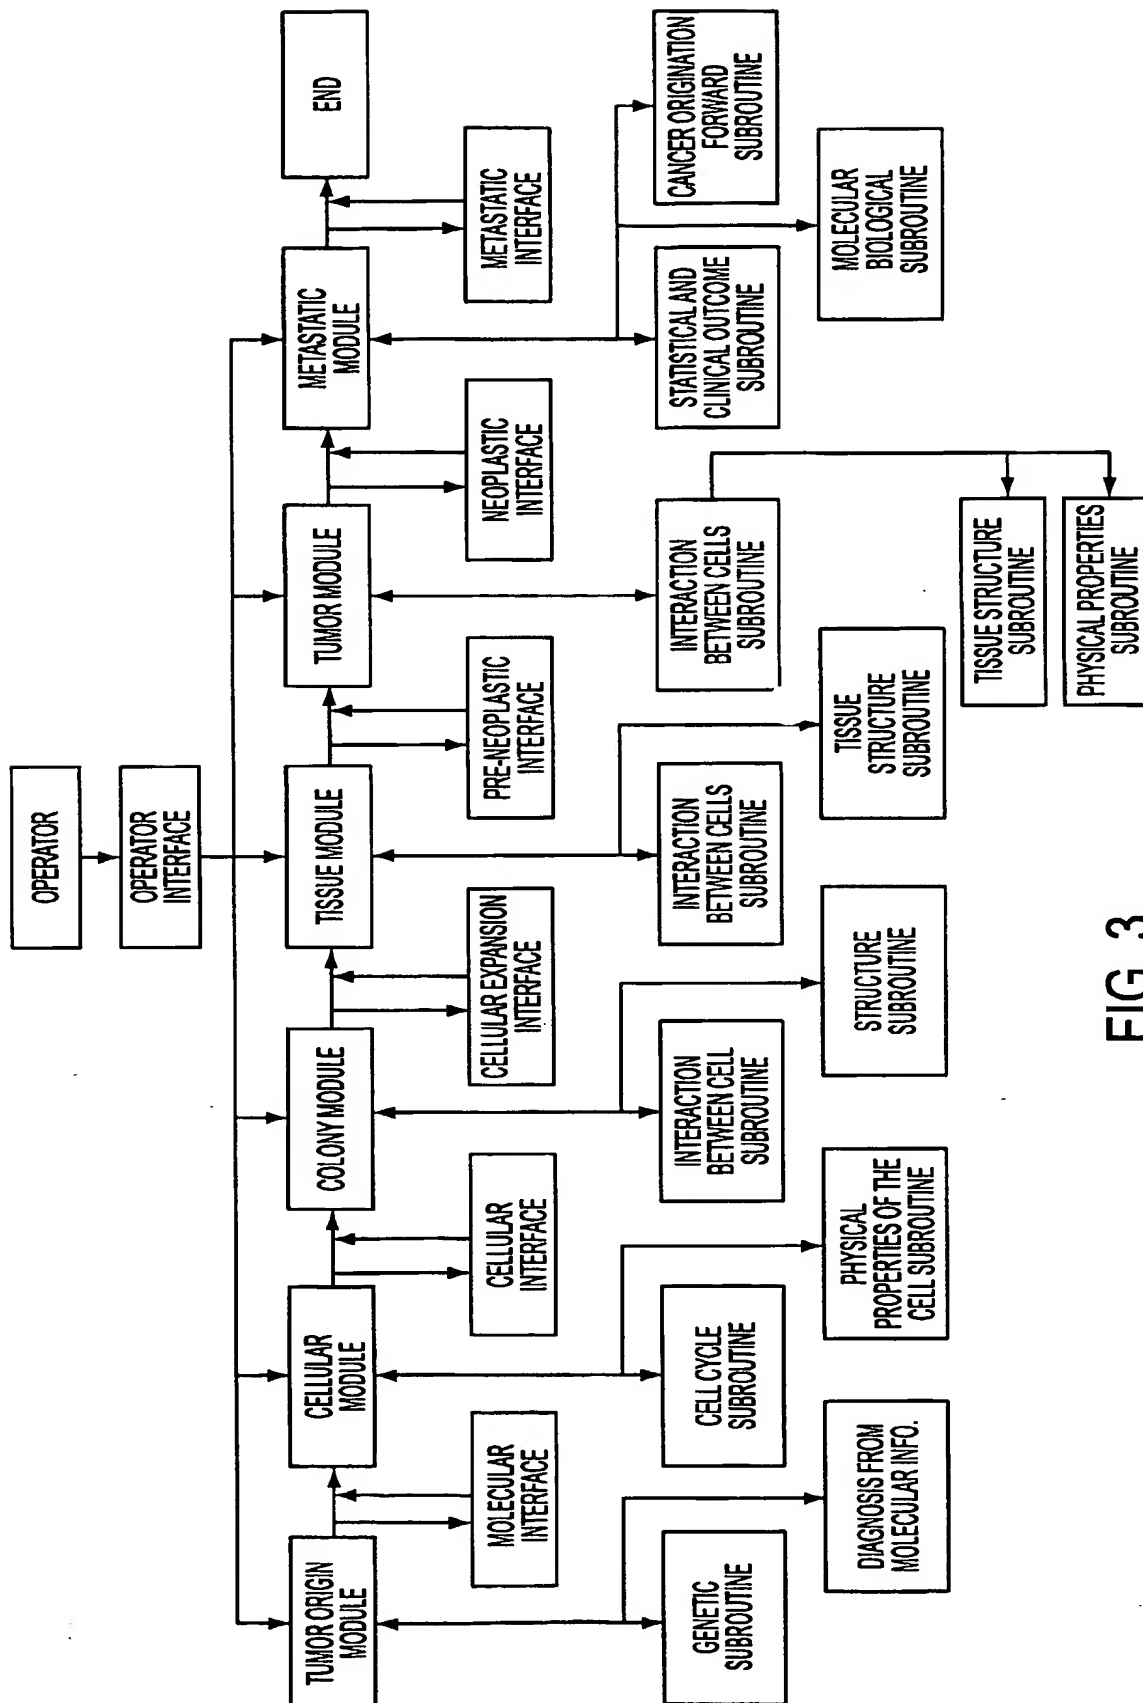 OPERATOR
OPERATOR
INTERFACE
TUMOR ORIGIN
MODULE
CELLULAR
MODULE
COLONY MODULE
TISSUE MODULE
TUMOR MODULE
METASTATIC
MODULE
END
MOLECULAR
INTERFACE
CELLULAR
INTERFACE
CELLULAR EXPANSION
INTERFACE
PRE-NEOPLASTIC
INTERFACE
NEOPLASTIC
INTERFACE
METASTATIC
INTERFACE
GENETIC
SUBROUTINE
CELL CYCLE
SUBROUTINE
INTERACTION
BETWEEN CELL
SUBROUTINE
INTERACTION
BETWEEN CELLS
SUBROUTINE
INTERACTION
BETWEEN CELLS
SUBROUTINE
STATISTICAL AND
CLINICAL OUTCOME
SUBROUTINE
CANCER ORIGINATION
FORWARD
SUBROUTINE
DIAGNOSIS FROM
MOLECULAR INFO.
PHYSICAL
PROPERTIES OF THE
CELL SUBROUTINE
STRUCTURE
SUBROUTINE
TISSUE
STRUCTURE
SUBROUTINE
MOLECULAR
BIOLOGICAL
SUBROUTINE
TISSUE STRUCTURE
SUBROUTINE
PHYSICAL PROPERTIES
SUBROUTINE
FIG. 3